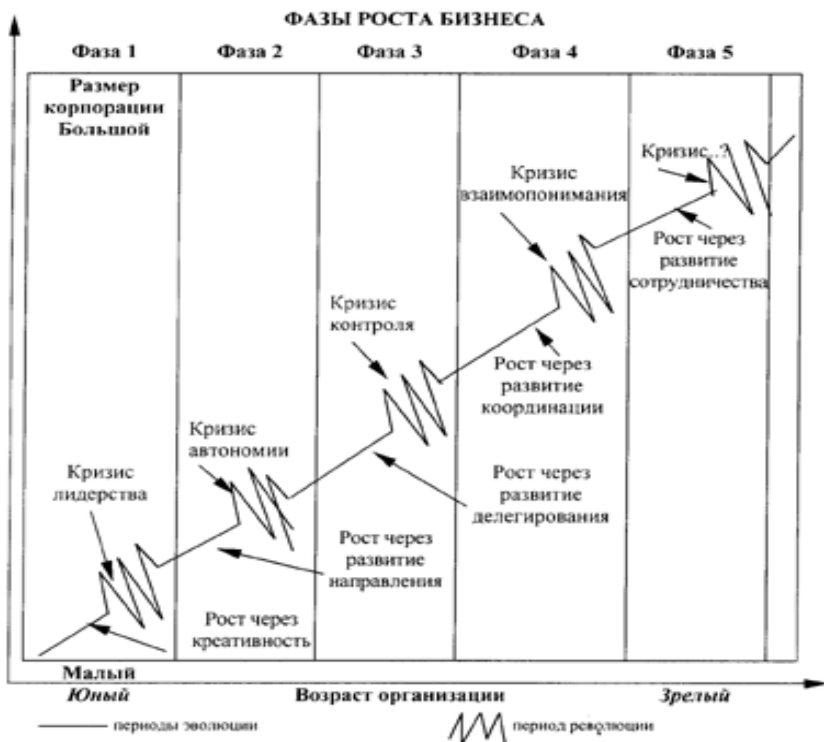 ФАЗЫ РОСТА БИЗНЕСА
Фаза 1 Фаза 2 Фаза 3 Фаза 4 Фаза 5
Размер
корпорации
Большой
Кризис..?
Кризис
взаимопонимания
Рост через
развитие
сотрудничества
Кризис
контроля
Рост через
развитие
координации
Кризис
автономии
Рост через
развитие
делегирования
Кризис
лидерства
Рост через
развитие
направления
Рост через
креативность
Малый
Юный Возраст организации Зрелый
периоды эволюции период революции